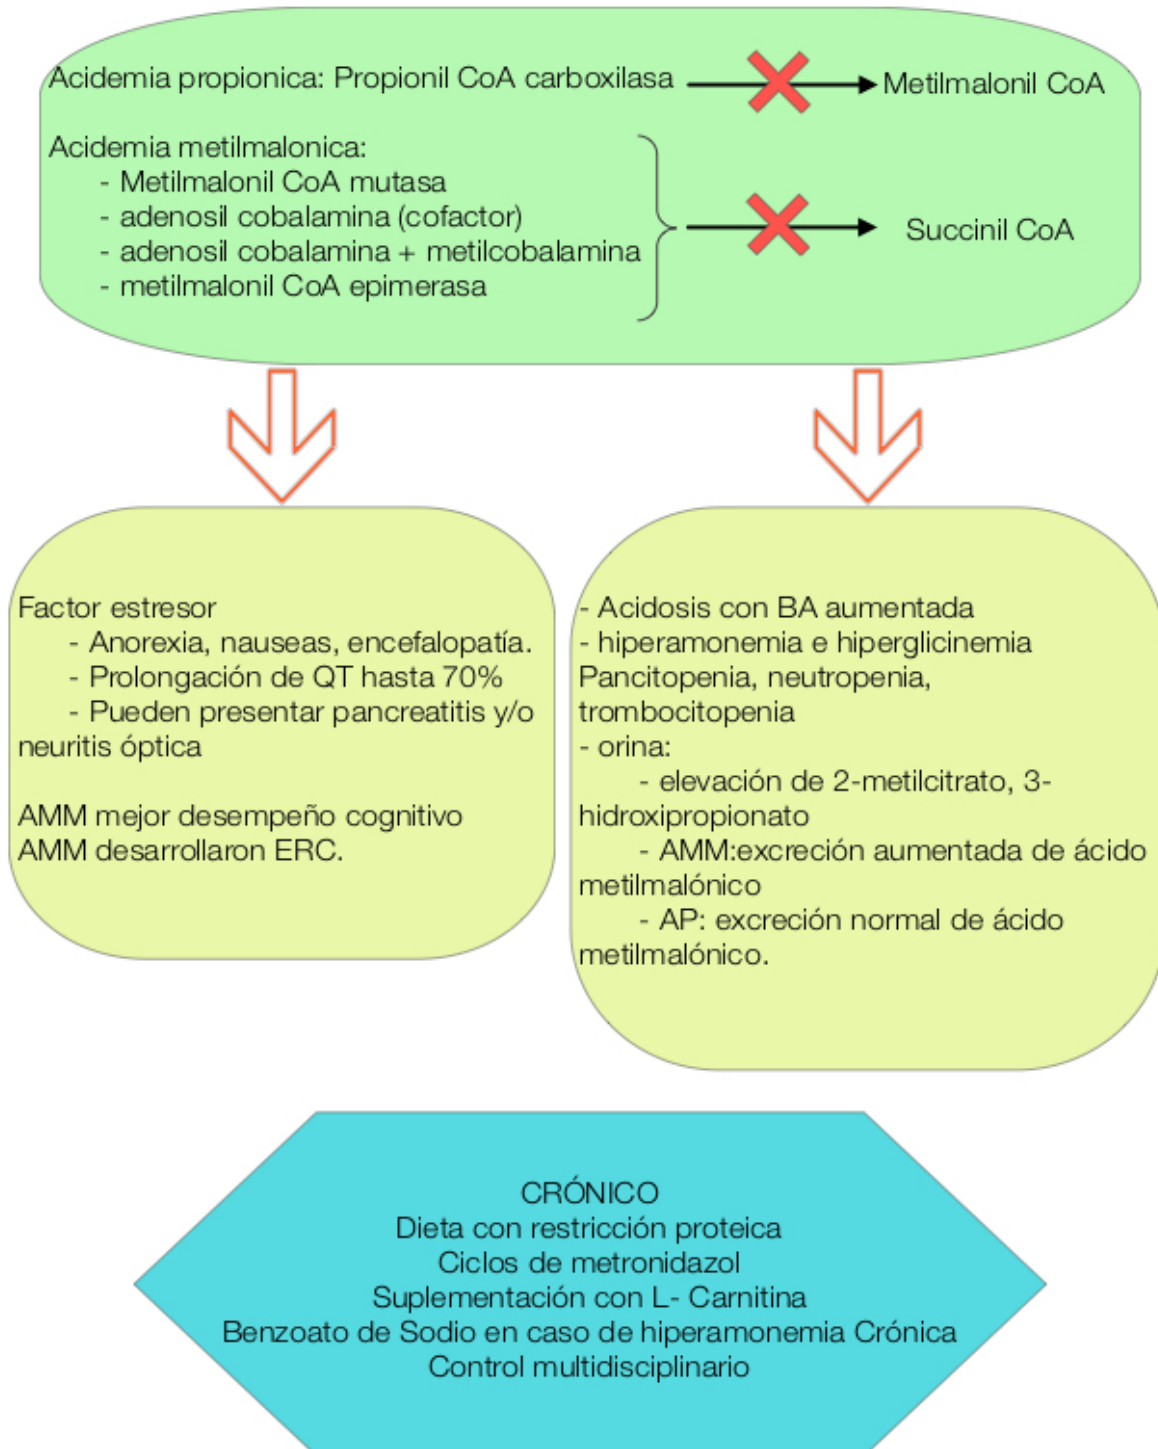 Acidemia propionica: Propionil CoA carboxilasa
Metilmalonil CoA
Acidemia metilmalonica:
- Metilmalonil CoA mutasa
- adenosil cobalamina (cofactor)
- adenosil cobalamina + metilcobalamina
- metilmalonil CoA epimerasa
Succinil CoA
Factor estresor
- Anorexia, nauseas, encefalopatía.
- Prolongación de QT hasta 70%
- Pueden presentar pancreatitis y/o
neuritis óptica
AMM mejor desempeño cognitivo
AMM desarrollaron ERC.
- Acidosis con BA aumentada
- hiperamonemia e hiperglicinemia
Pancitopenia, neutropenia,
trombocitopenia
- orina:
- elevación de 2-metilcitrato, 3-
hidroxipropionato
- AMM:excreción aumentada de ácido
metilmalónico
- AP: excreción normal de ácido
metilmalónico.
CRÓNICO
Dieta con restricción proteica
Ciclos de metronidazol
Suplementación con L- Carnitina
Benzoato de Sodio en caso de hiperamonemia Crónica
Control multidisciplinario